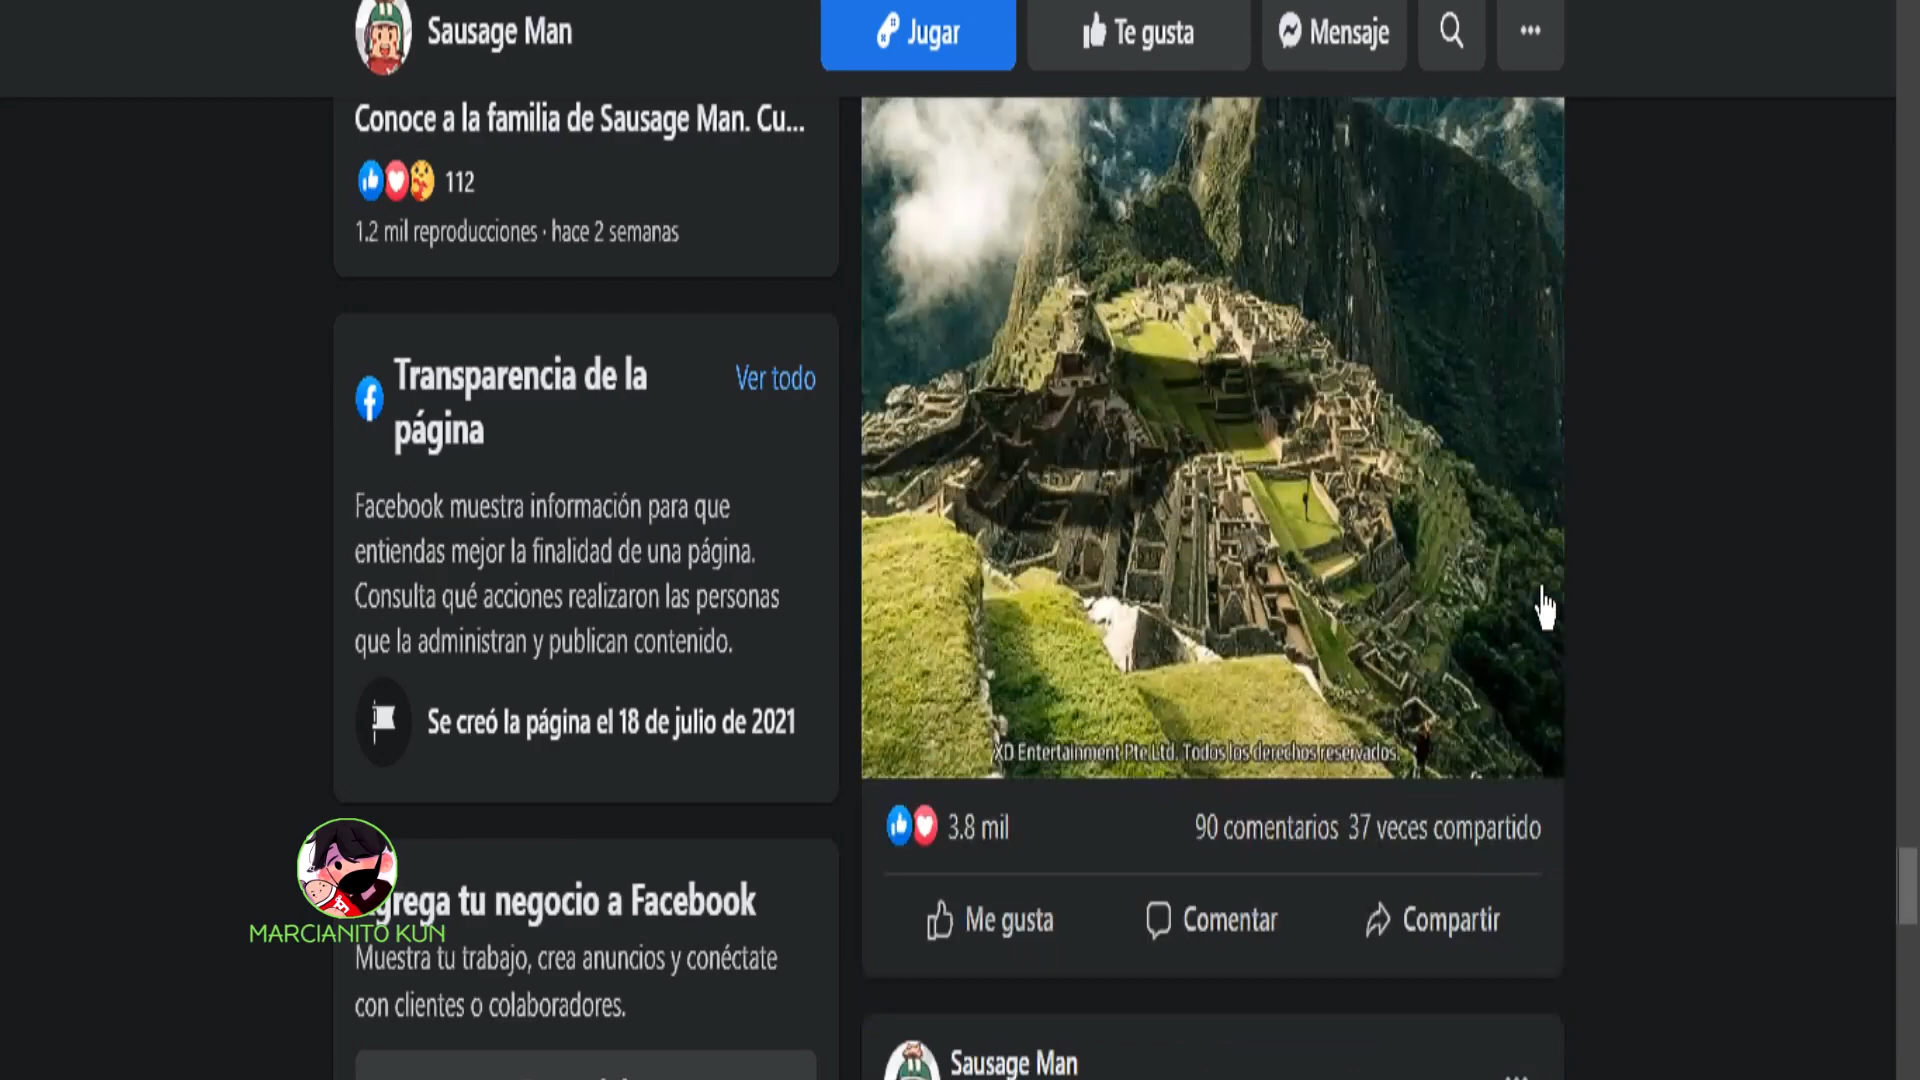 Sausage Man
Jugar
Te gusta
Mensaje
Conoce a la familia de Sausage Man. Cu...
112
1.2 mil reproducciones · hace 2 semanas
Transparencia de la
página
Ver todo
Facebook muestra información para que
entiendas mejor la finalidad de una página.
Consulta qué acciones realizaron las personas
que la administran y publican contenido.
Se creó la página el 18 de julio de 2021
grega tu negocio a Facebook
MARCIANITO KUN
Muestra tu trabajo, crea anuncios y conéctate
con clientes o colaboradores.
XD Entertainment Pte Ltd. Todos los derechos reservados.
3.8 mil
90 comentarios 37 veces compartido
Me gusta
Comentar
Compartir
Sausage Man